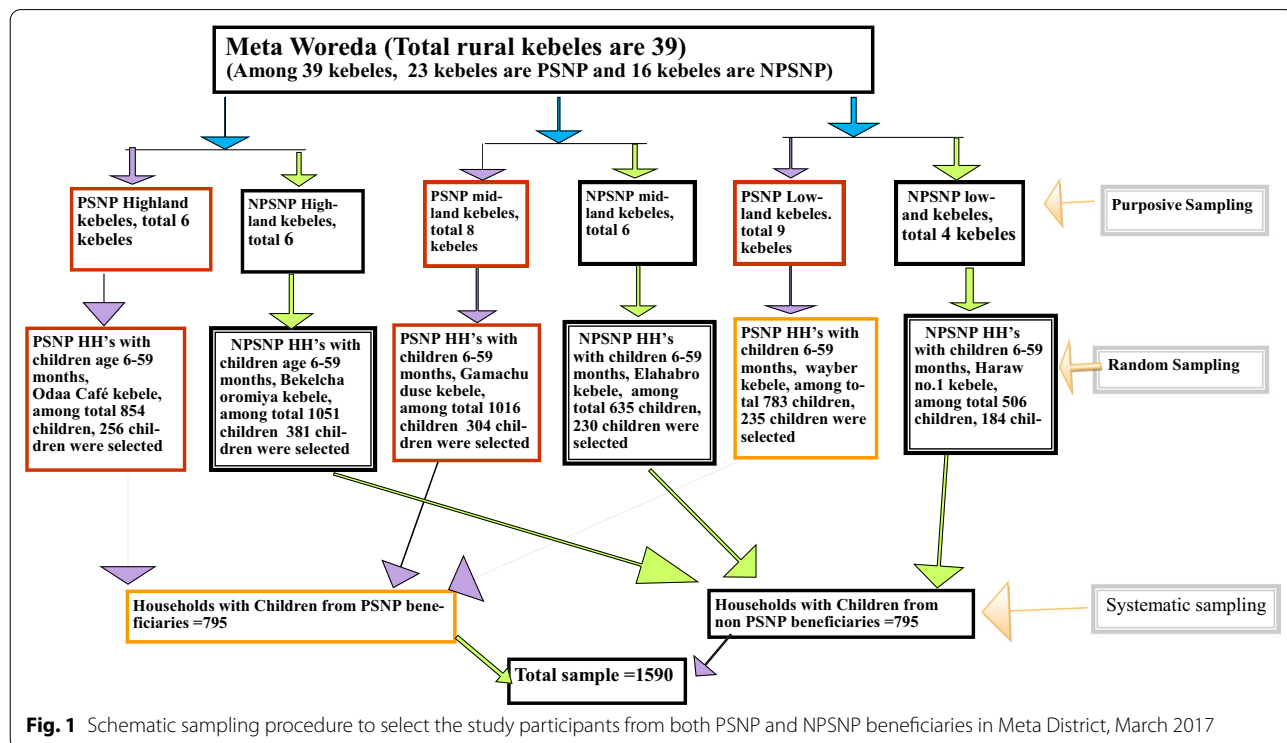 Meta Woreda (Total rural kebeles are 39)
(Among 39 kebeles, 23 kebeles are PSNP and 16 kebeles are NPSNP)
PSNP Highland
kebeles, total 6
kebeles
NPSNP High-
land kebeles,
total 6
PSNP mid-
land kebeles,
total 8
kebeles
NPSNP mid-
land kebeles,
total 6
PSNP Low-
land kebeles.
total 9
kebeles
NPSNP low-
and kebeles,
total 4 kebeles
Purposive Sampling
PSNP HH's with
children age 6-59
months,
Odaa Café kebele,
among total 854
children, 256 chil-
dren were selected
NPSNP HH's with
children age 6-59
months, Bekelcha
oromiya kebele,
among total 1051
children 381 chil-
dren were selected
PSNP HH's with
children 6-59
months, Gamachu
duse kebele,
among total 1016
children 304 chil-
dren were selected
NPSNP HH's
with children 6-59
months, Elahabro
kebele, among
total 635 children,
230 children were
selected
PSNP HH's with
children 6-59
months, wayber
kebele, among to-
tal 783 children,
235 children were
selected
NPSNP HH's
with children 6-59
months, Haraw
no.1 kebele,
among total 506
children, 184 chil-
Random Sampling
Households with Children from PSNP bene-
ficiaries =795
Households with Children from
non PSNP beneficiaries =795
Systematic sampling
Total sample =1590
Fig. 1 Schematic sampling procedure to select the study participants from both PSNP and NPSNP beneficiaries in Meta District, March 2017